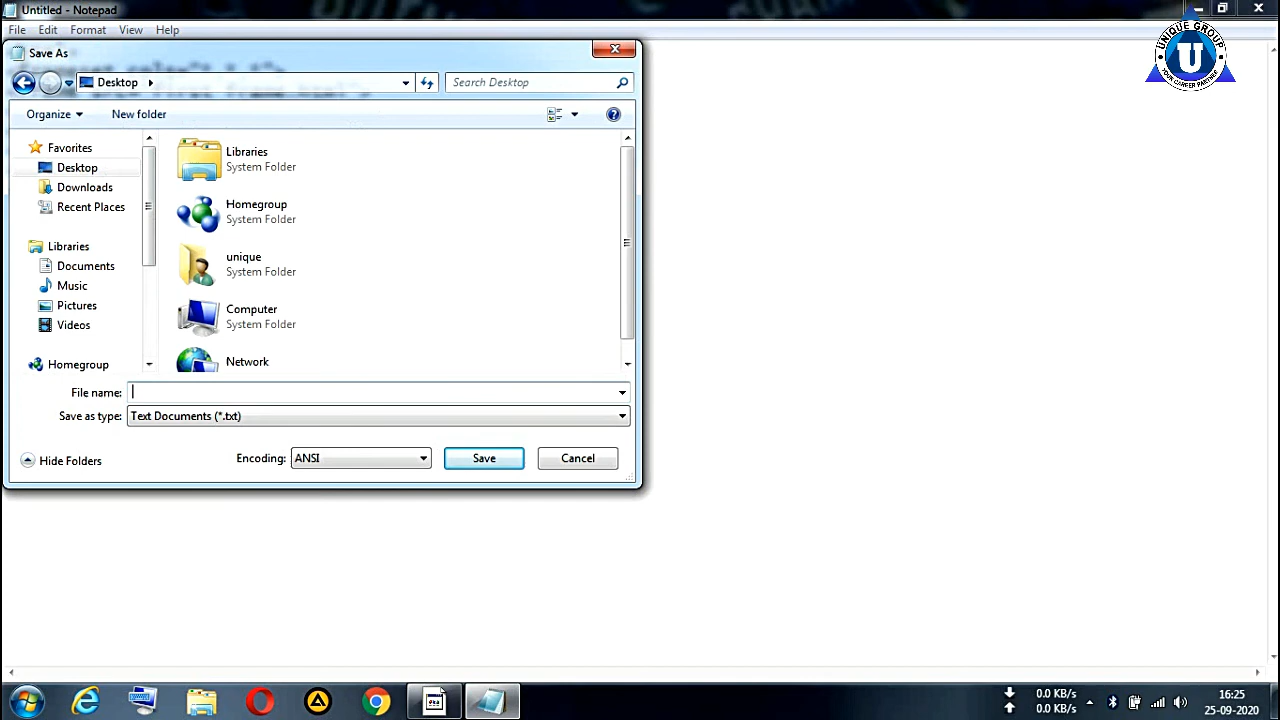 Untitled - Notepad
File Edit Format View Help
UNIQUE GROUP
U
Save As
Desktop
Search Desktop
Organize New folder
Favorites
Desktop
Downloads
Recent Places
Libraries
Documents
Music
Pictures
Videos
Homegroup
Libraries
System Folder
Homegroup
System Folder
unique
System Folder
Computer
System Folder
Network
File name:
Save as type: Text Documents (*.txt)
Hide Folders Encoding: ANSI Save Cancel
0.0 KB/s
0.0 KB/s
16:25
25-09-2020